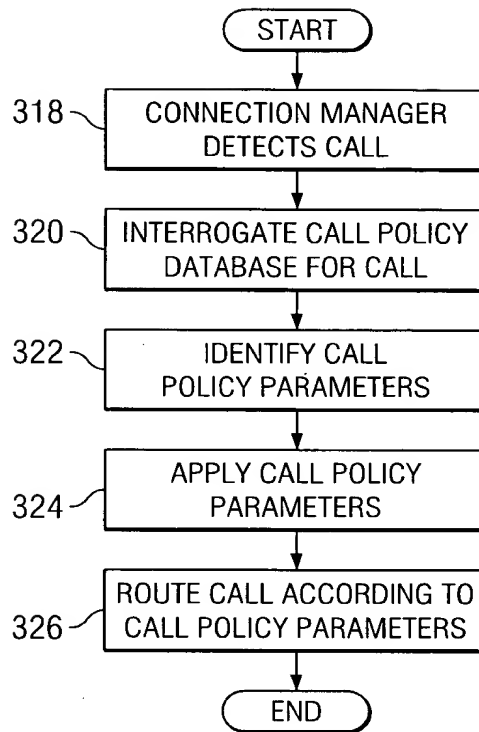 START
318
CONNECTION MANAGER
DETECTS CALL
320
INTERROGATE CALL POLICY
DATABASE FOR CALL
322
IDENTIFY CALL
POLICY PARAMETERS
324
APPLY CALL POLICY
PARAMETERS
326
ROUTE CALL ACCORDING TO
CALL POLICY PARAMETERS
END